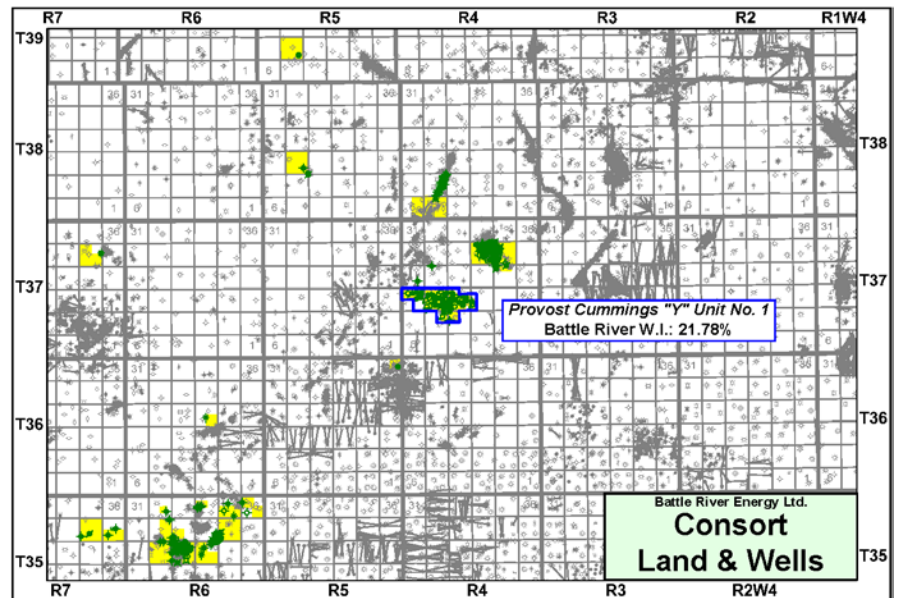 R7 R6 R5 R4 R3 R2 R1W4
T39
T38 T38
T37 T37
Provost Cummings "Y" Unit No. 1
Battle River W.I.: 21.78%
T36 T36
Battle River Energy Ltd.
Consort
Land & Wells
T35 T35
R7 R6 R5 R4 R3 R2W4